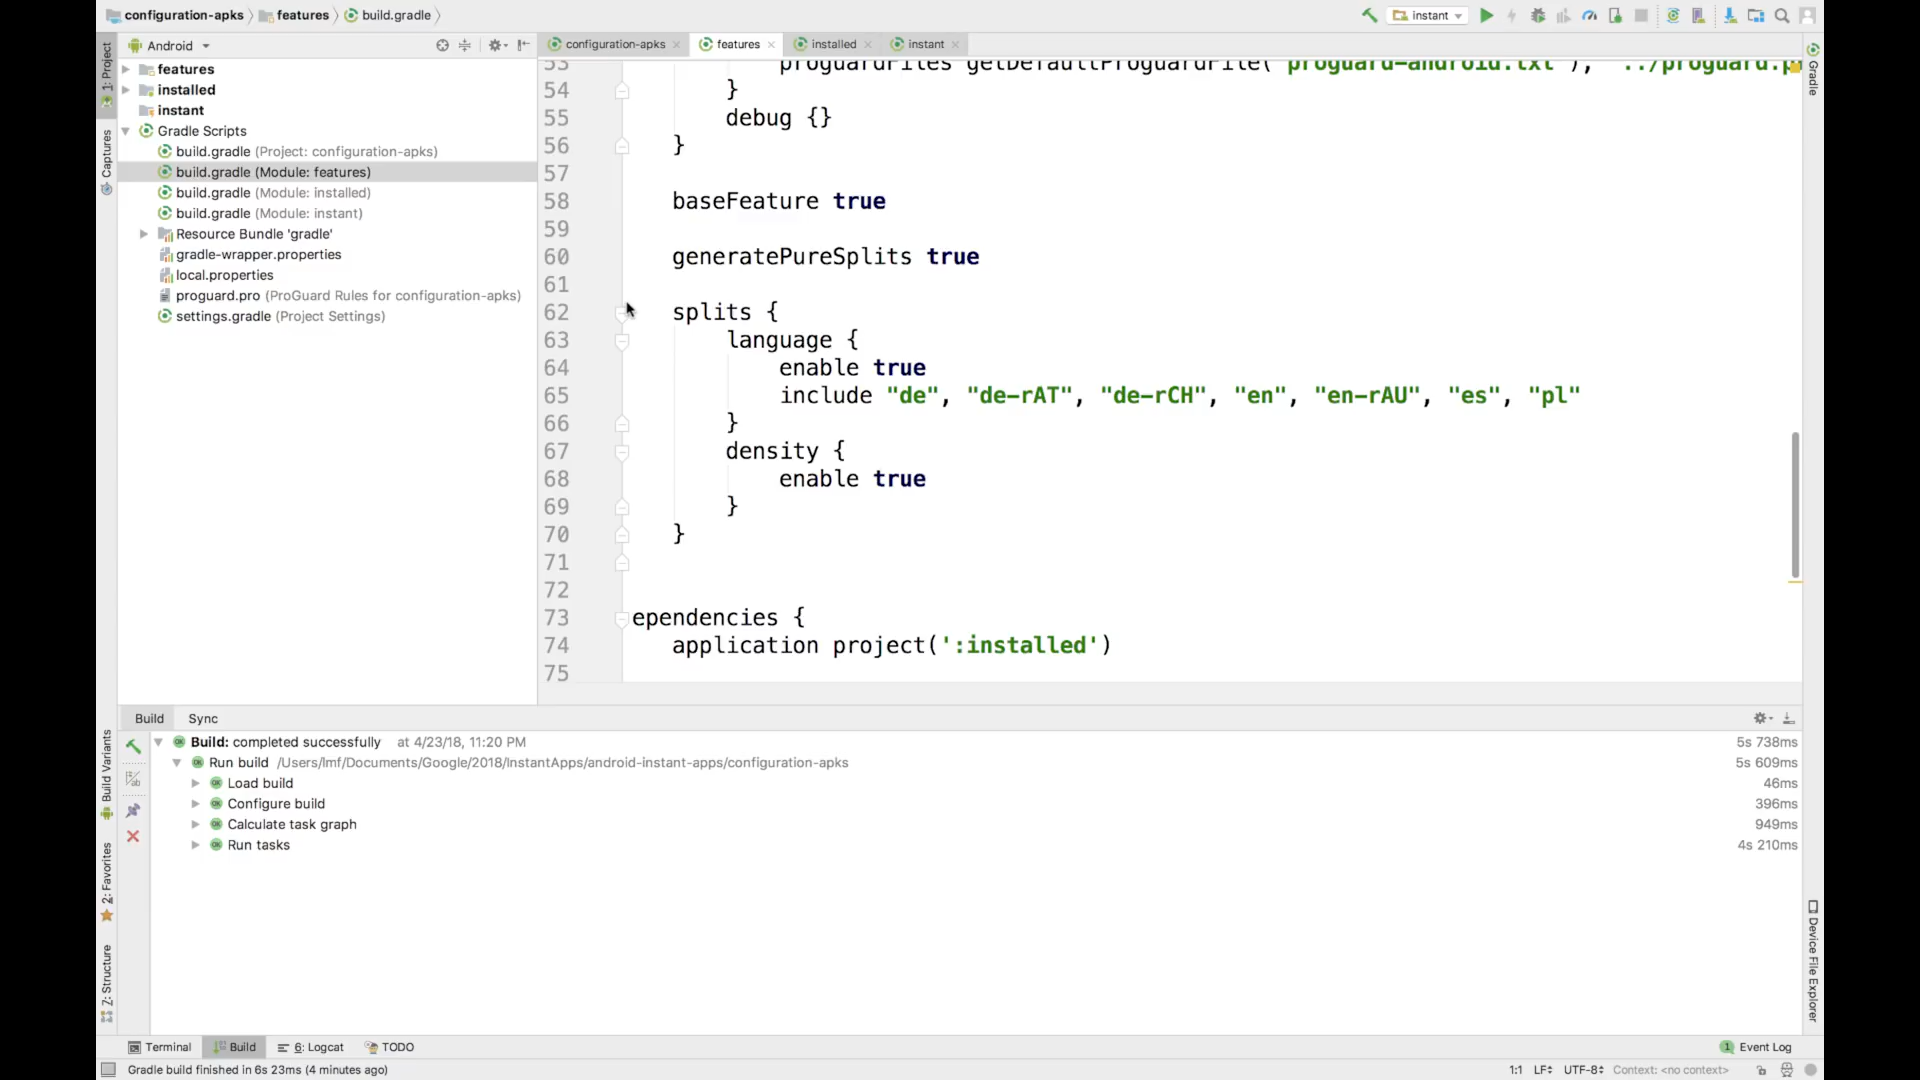 configuration-apks
features
build.gradle
instant
Android
configuration-apks
features
installed
instant
1: Project
Captures
Build Variants
2: Favorites
Z: Structure
Gradle
Device File Explorer
features
installed
instant
Gradle Scripts
build.gradle (Project: configuration-apks)
build.gradle (Module: features)
build.gradle (Module: installed)
build.gradle (Module: instant)
Resource Bundle 'gradle'
gradle-wrapper.properties
local.properties
proguard.pro (ProGuard Rules for configuration-apks)
settings.gradle (Project Settings)
53 proguardFiles getDefaultProguardFile('proguard-android.txt'), '../proguard.p
54 }
55 debug {}
56 }
57
58 baseFeature true
59
60 generatePureSplits true
61
62 splits {
63 language {
64 enable true
65 include "de", "de-rAT", "de-rCH", "en", "en-rAU", "es", "pl"
66 }
67 density {
68 enable true
69 }
70 }
71
72
73 ependencies {
74 application project(':installed')
75
Build Sync
Build: completed successfully at 4/23/18, 11:20 PM 5s 738ms
Run build /Users/lmf/Documents/Google/2018/InstantApps/android-instant-apps/configuration-apks 5s 609ms
Load build 46ms
Configure build 396ms
Calculate task graph 949ms
Run tasks 4s 210ms
Terminal Build 6: Logcat TODO 1 Event Log
Gradle build finished in 6s 23ms (4 minutes ago) 1:1 LF UTF-8 Context: <no context>